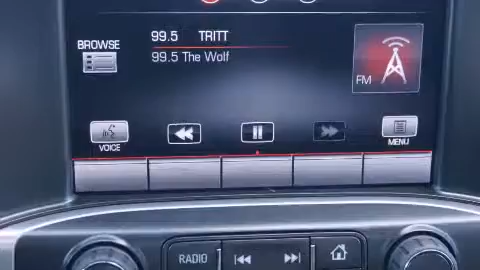 99.5 TRITT
BROWSE
99.5 The Wolf
FM
VOICE
MENU
RADIO